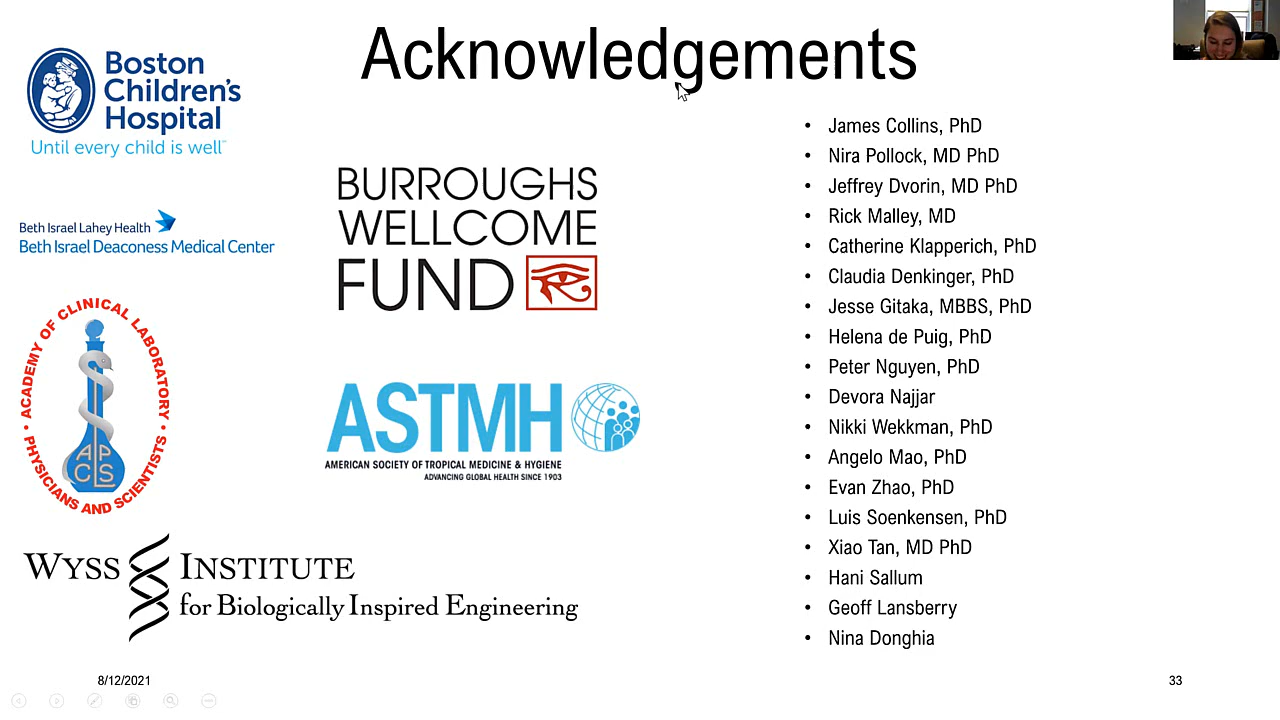 Acknowledgements
Boston
Children's
Hospital
Until every child is well™
Beth Israel Lahey Health
Beth Israel Deaconess Medical Center
ACADEMY OF CLINICAL LABORATORY
PHYSICIANS AND SCIENTISTS
AP
CLS
WYSS INSTITUTE
for Biologically Inspired Engineering
BURROUGHS
WELLCOME
FUND
ASTMH
AMERICAN SOCIETY OF TROPICAL MEDICINE & HYGIENE
ADVANCING GLOBAL HEALTH SINCE 1903
• James Collins, PhD
• Nira Pollock, MD PhD
• Jeffrey Dvorin, MD PhD
• Rick Malley, MD
• Catherine Klapperich, PhD
• Claudia Denkinger, PhD
• Jesse Gitaka, MBBS, PhD
• Helena de Puig, PhD
• Peter Nguyen, PhD
• Devora Najjar
• Nikki Wekkman, PhD
• Angelo Mao, PhD
• Evan Zhao, PhD
• Luis Soenkensen, PhD
• Xiao Tan, MD PhD
• Hani Sallum
• Geoff Lansberry
• Nina Donghia
8/12/2021
33